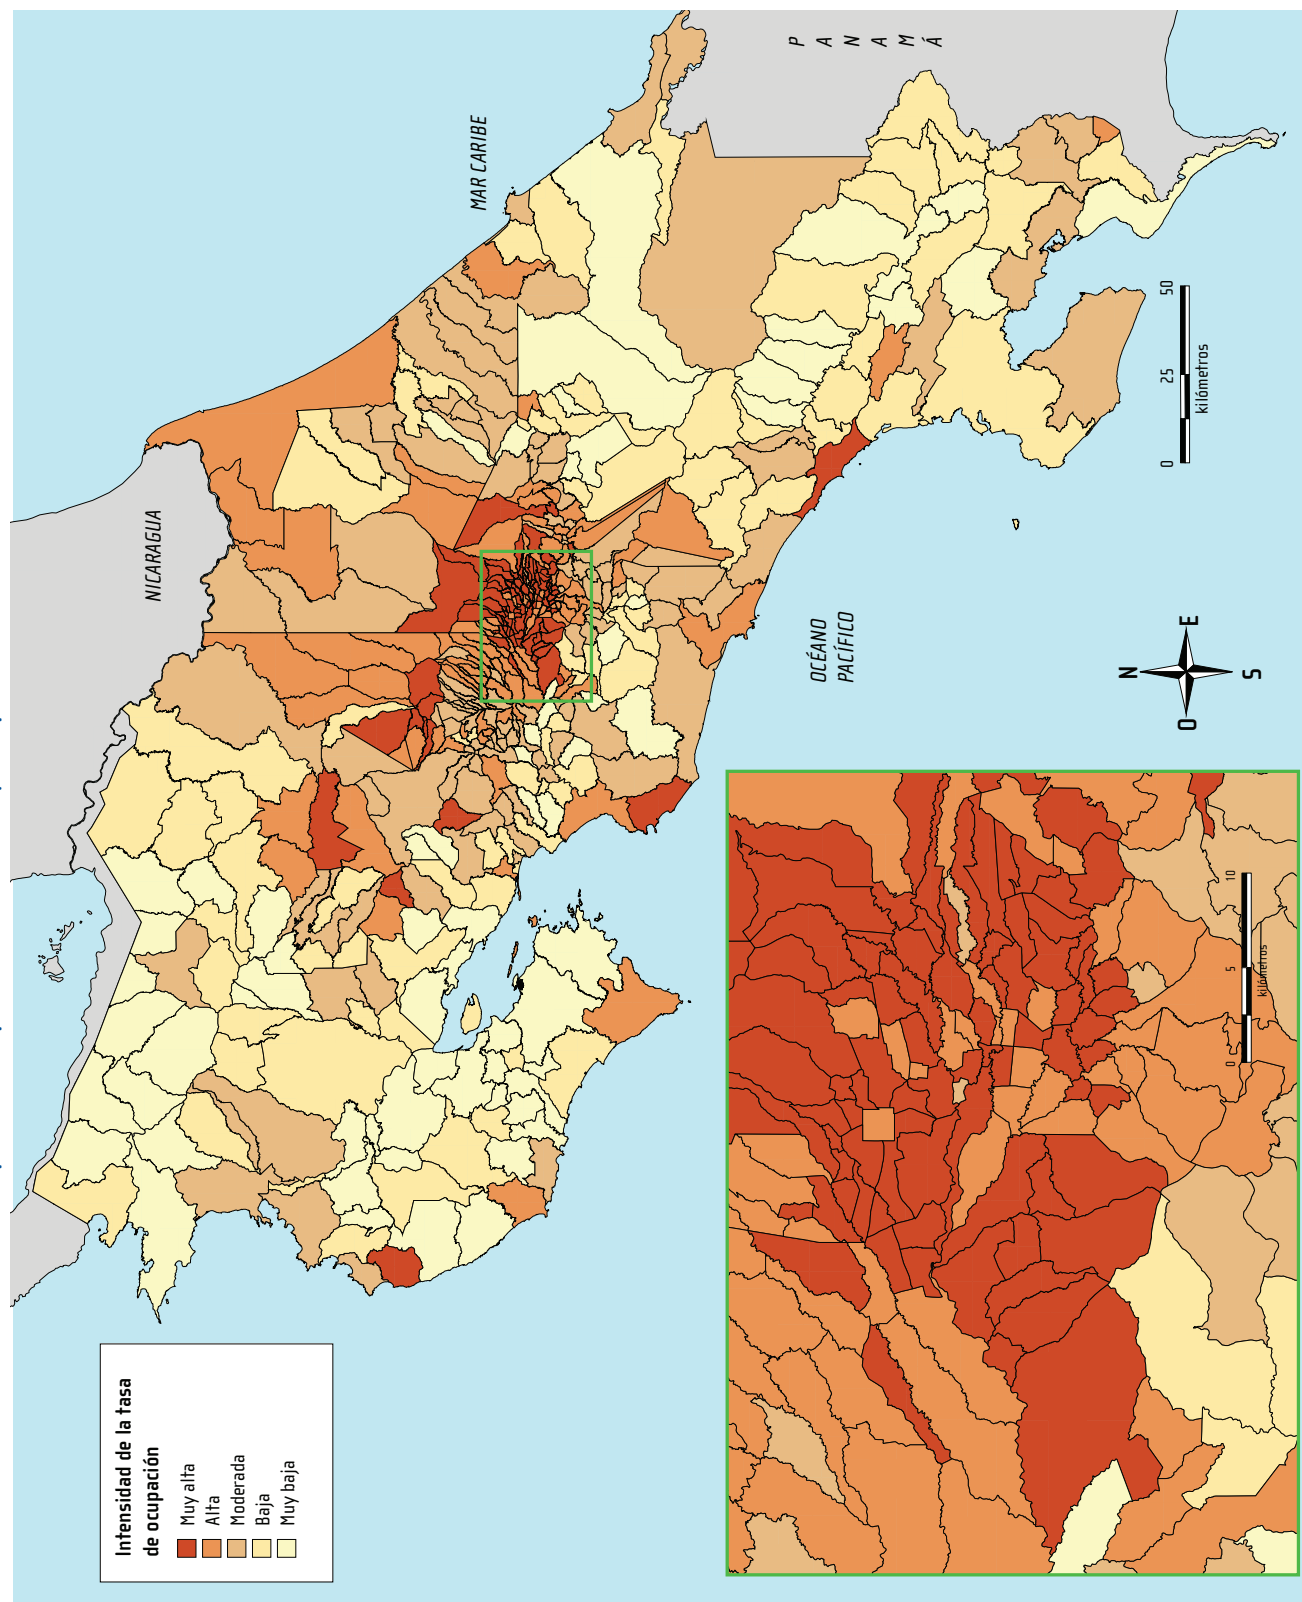 Intensidad de la tasa
de ocupación
Muy alta
Alta
Moderada
Baja
Muy baja
NICARAGUA
MAR CARIBE
PANAMÁ
OCÉANO
PACÍFICO
N
O
E
S
0
25
50
kilómetros
0
5
10
kilómetros